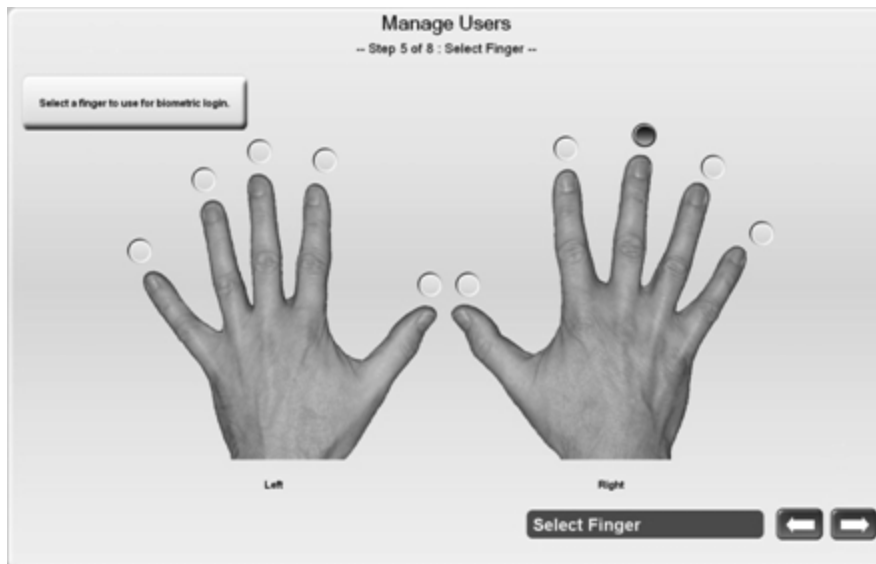 Manage Users
-- Step 5 of 8 : Select Finger --
Select a finger to use for biometric login.
Left
Right
Select Finger